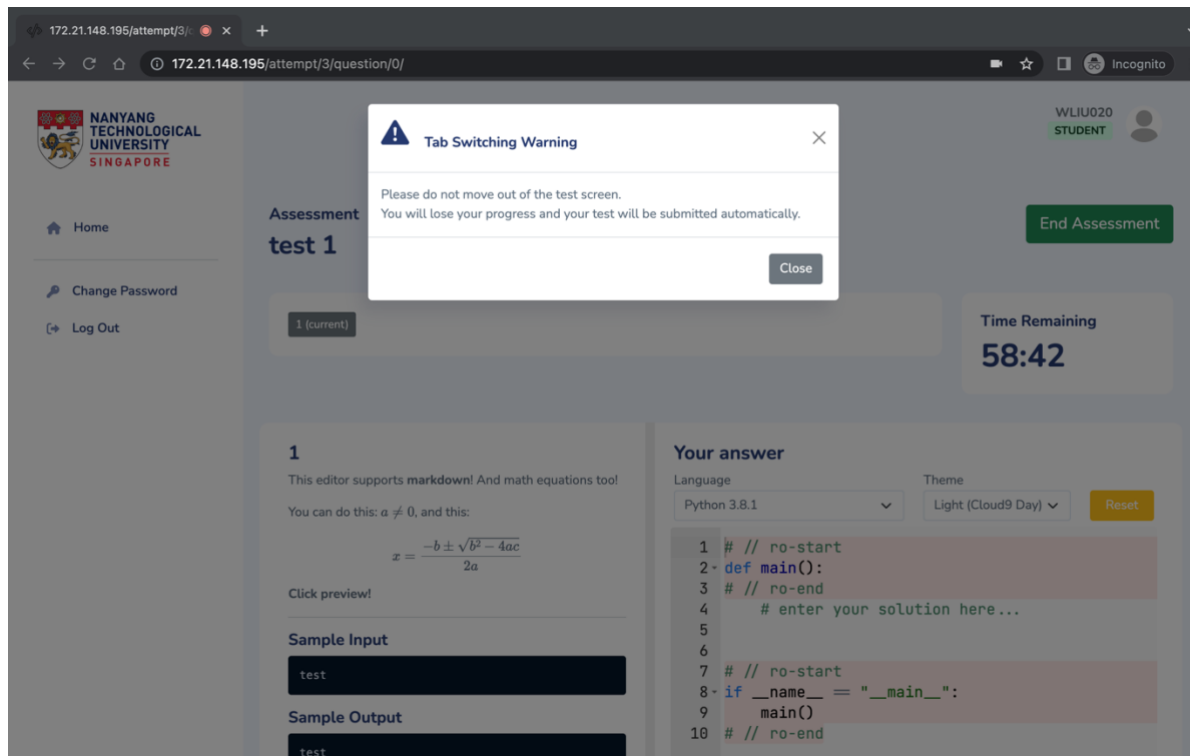 172.21.148.195/attempt/3/
172.21.148.195/attempt/3/question/0/
Incognito
NANYANG
TECHNOLOGICAL
UNIVERSITY
SINGAPORE
WLIU020
STUDENT
Home
Change Password
Log Out
Tab Switching Warning
Please do not move out of the test screen.
You will lose your progress and your test will be submitted automatically.
Close
Assessment
test 1
End Assessment
1 (current)
Time Remaining
58:42
1
This editor supports markdown! And math equations too!
You can do this: a ≠ 0, and this:
x = (-b ± √(b² − 4ac)) / 2a
Click preview!
Sample Input
test
Sample Output
test
Your answer
Language
Theme
Python 3.8.1
Light (Cloud9 Day)
Reset
1 # // ro-start
2 def main():
3 # // ro-end
4     # enter your solution here...
5
6
7 # // ro-start
8 if __name__ == "__main__":
9     main()
10 # // ro-end